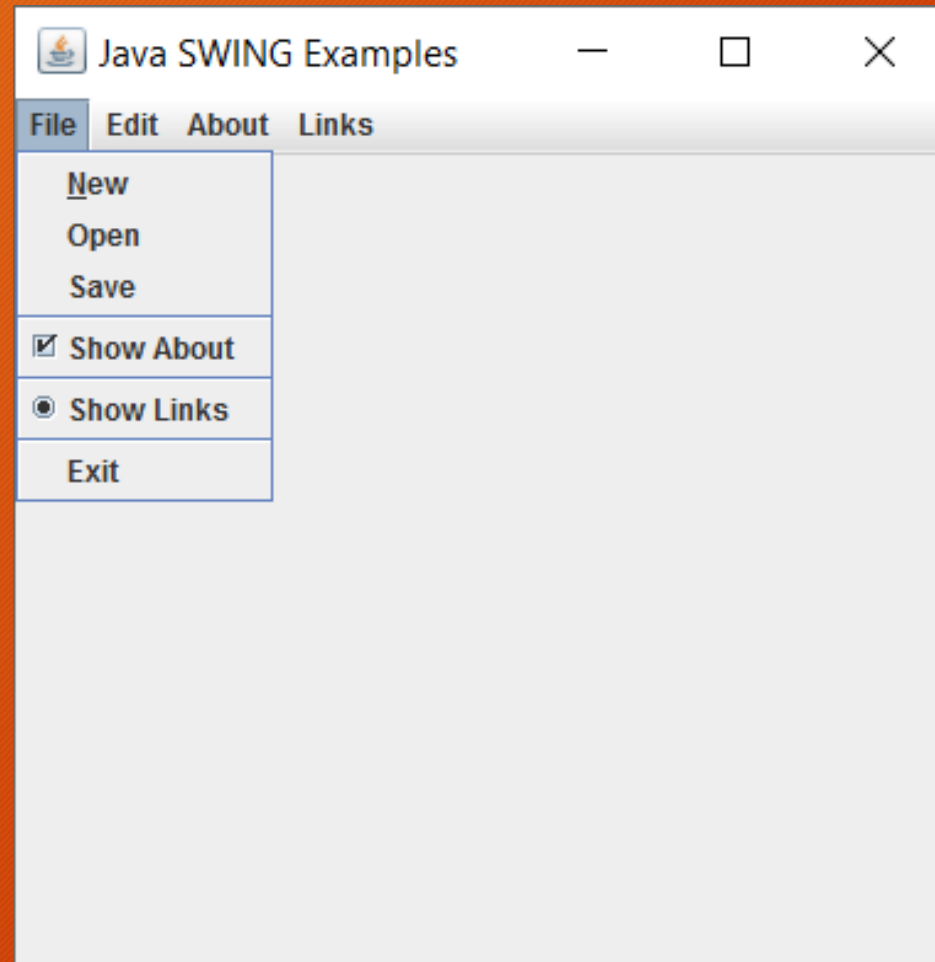 Java SWING Examples
File Edit About Links
New
Open
Save
Show About
Show Links
Exit